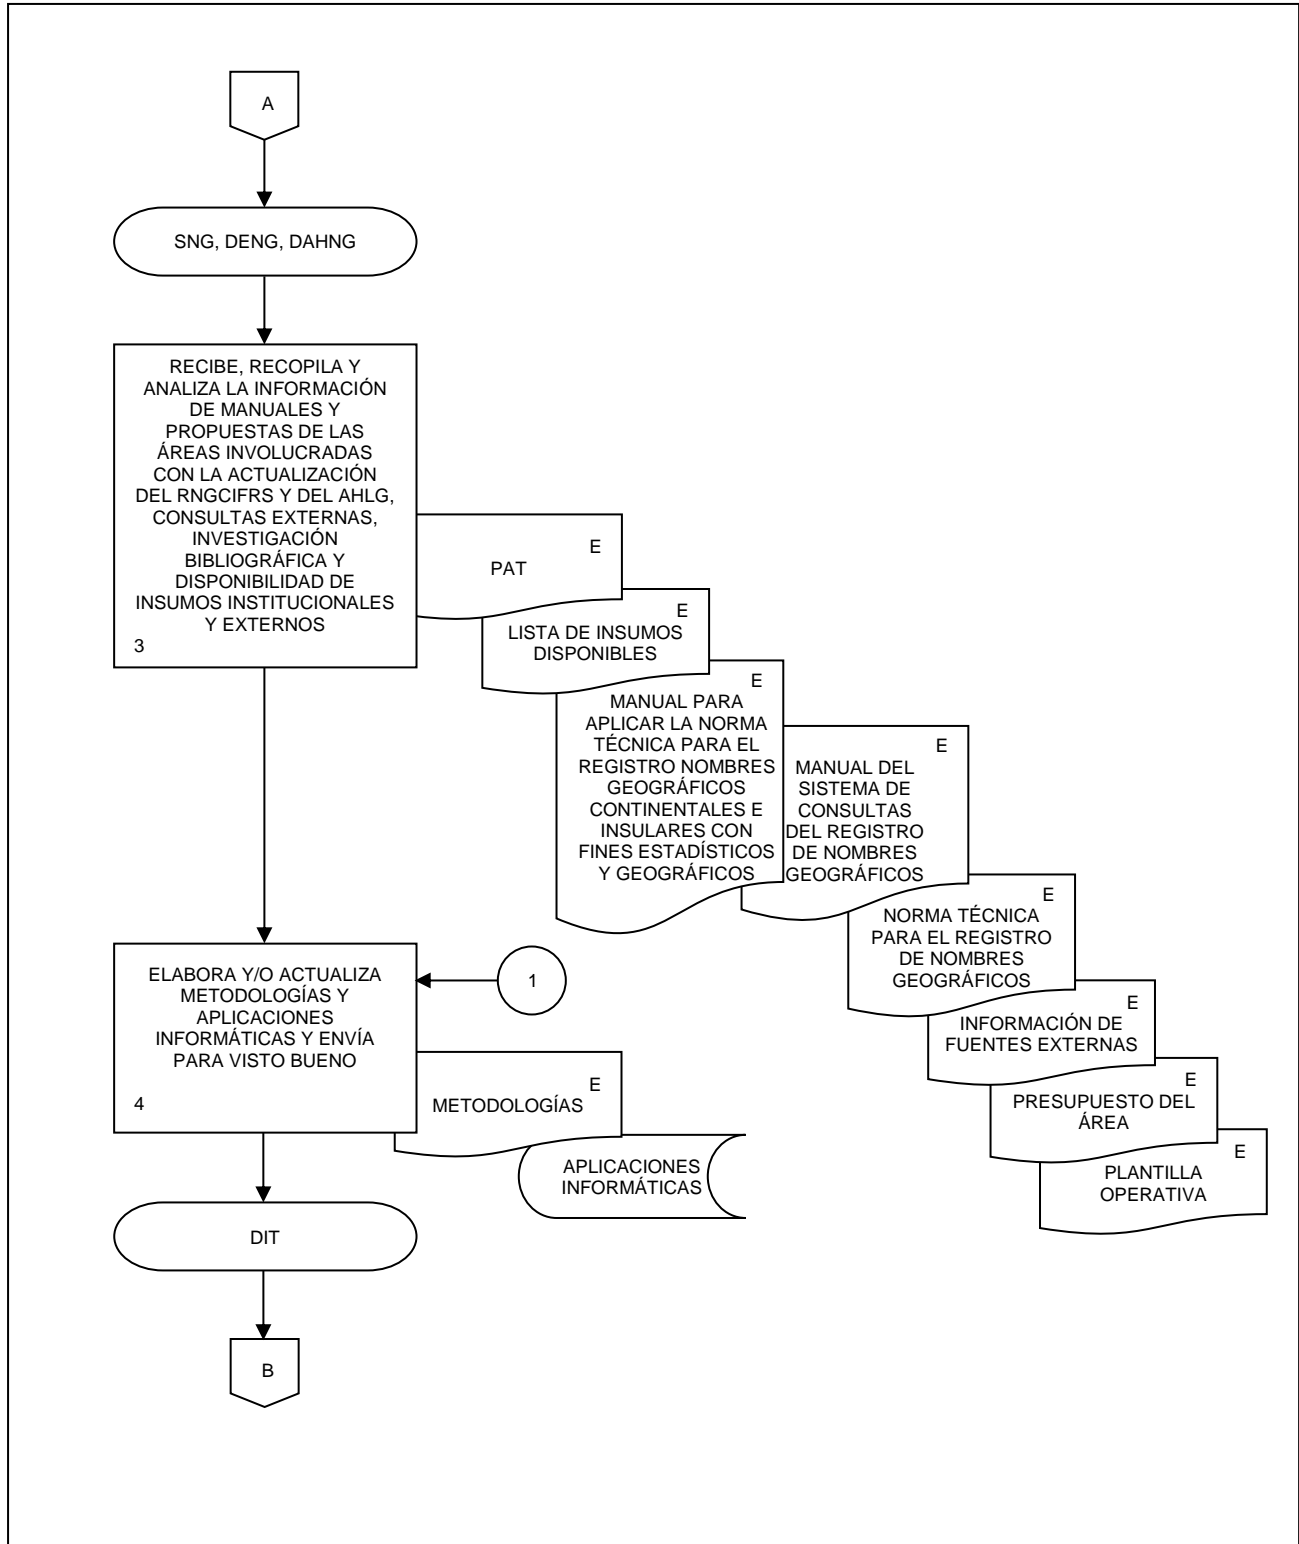 A
SNG, DENG, DAHNG
RECIBE, RECOPILA Y
ANALIZA LA INFORMACIÓN
DE MANUALES Y
PROPUESTAS DE LAS
ÁREAS INVOLUCRADAS
CON LA ACTUALIZACIÓN
DEL RNGCIFRS Y DEL AHLG,
CONSULTAS EXTERNAS,
INVESTIGACIÓN
BIBLIOGRÁFICA Y
DISPONIBILIDAD DE
INSUMOS INSTITUCIONALES
Y EXTERNOS
3
E
PAT
E
LISTA DE INSUMOS
DISPONIBLES
E
MANUAL PARA
APLICAR LA NORMA
TÉCNICA PARA EL
REGISTRO NOMBRES
GEOGRÁFICOS
CONTINENTALES E
INSULARES CON
FINES ESTADÍSTICOS
Y GEOGRÁFICOS
E
MANUAL DEL
SISTEMA DE
CONSULTAS
DEL REGISTRO
DE NOMBRES
GEOGRÁFICOS
E
NORMA TÉCNICA
PARA EL REGISTRO
DE NOMBRES
GEOGRÁFICOS
E
INFORMACIÓN DE
FUENTES EXTERNAS
E
PRESUPUESTO DEL
ÁREA
E
PLANTILLA
OPERATIVA
ELABORA Y/O ACTUALIZA
METODOLOGÍAS Y
APLICACIONES
INFORMÁTICAS Y ENVÍA
PARA VISTO BUENO
4
1
E
METODOLOGÍAS
APLICACIONES
INFORMÁTICAS
DIT
B